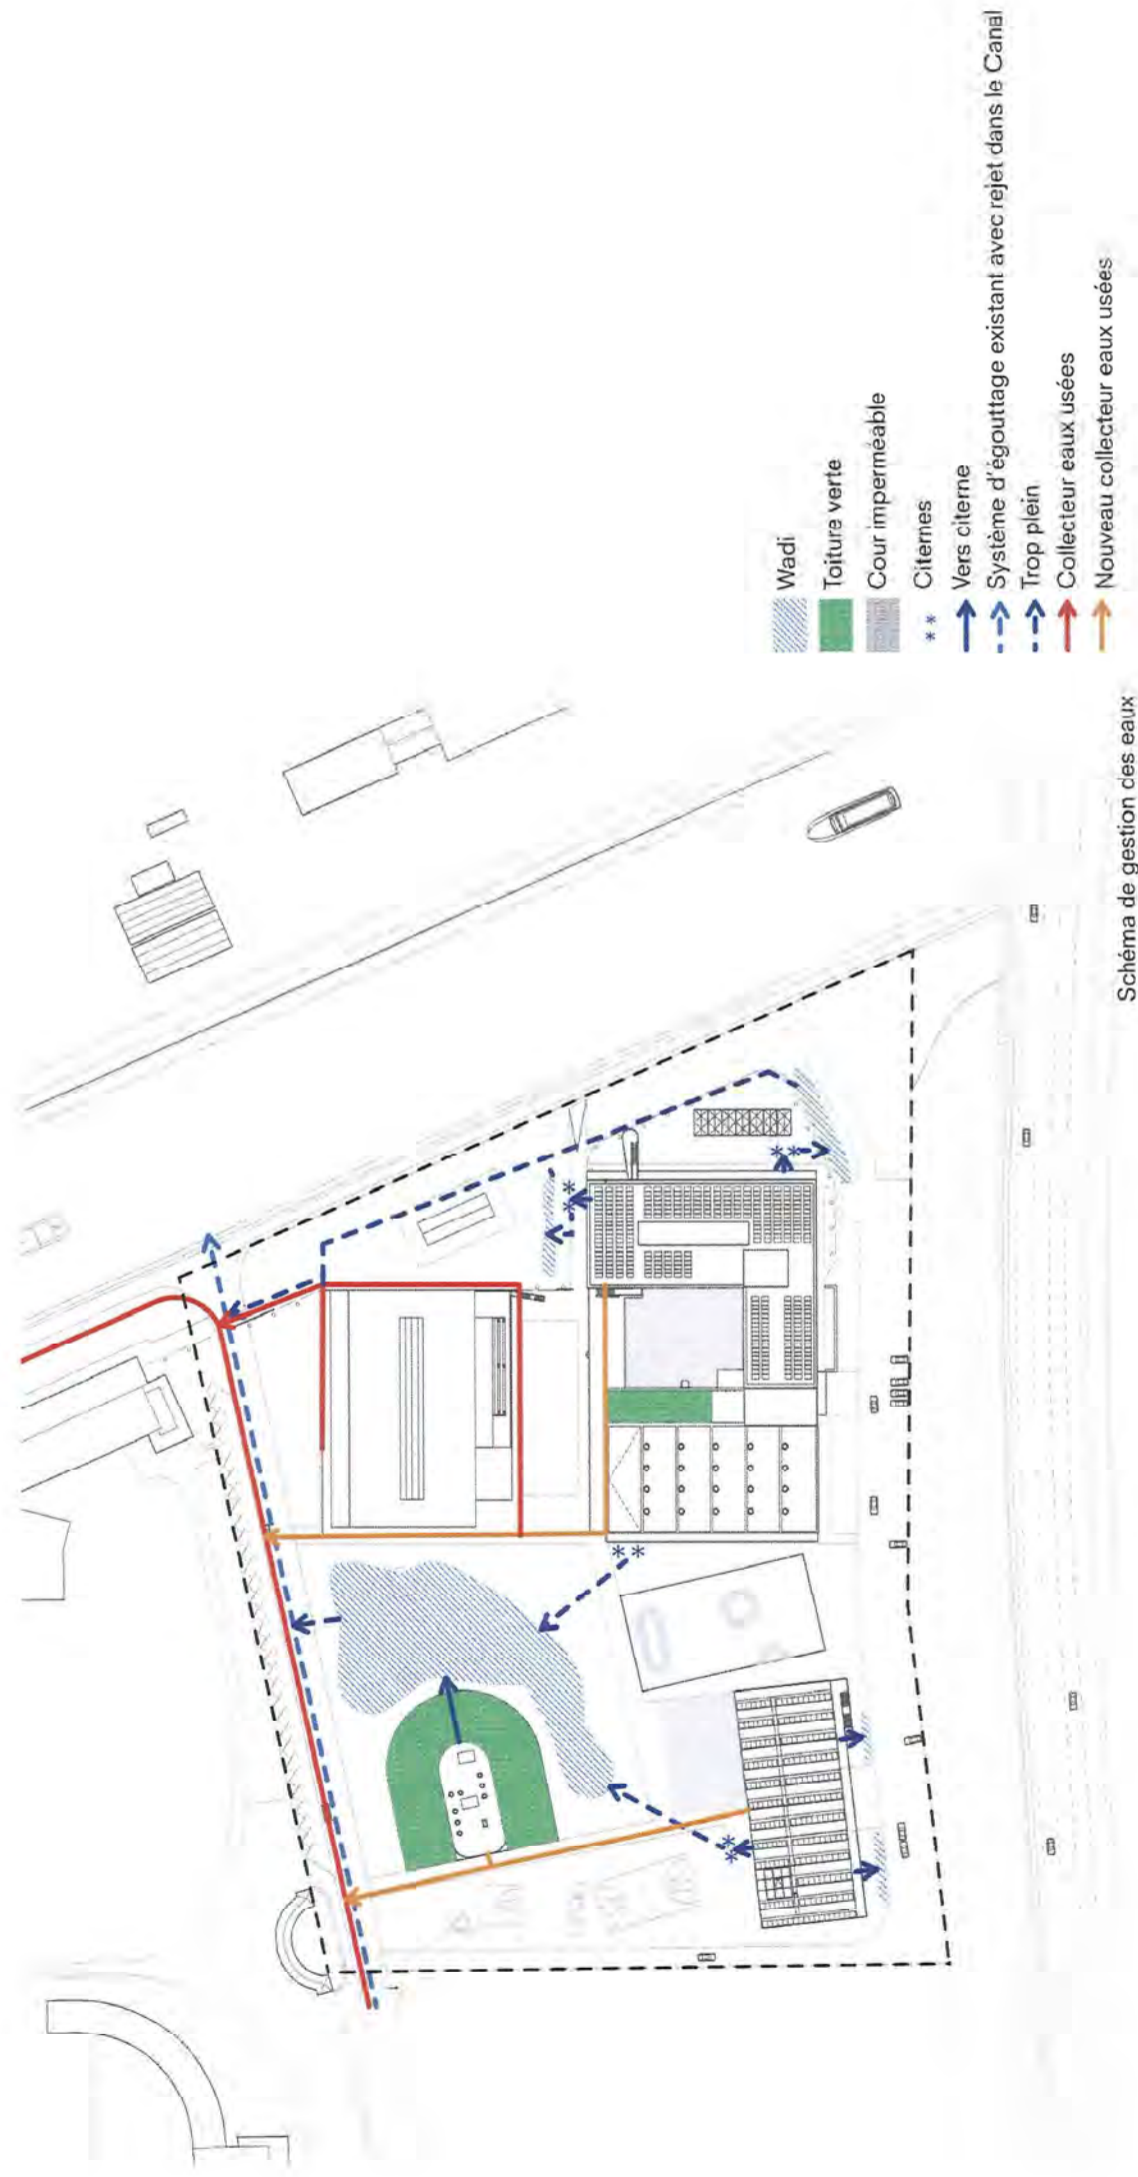 Wadi
Toiture verte
Cour imperméable
Citernes
Vers citerne
Système d'égouttage existant avec rejet dans le Canal
Trop plein
Collecteur eaux usées
Nouveau collecteur eaux usées
Schéma de gestion des eaux